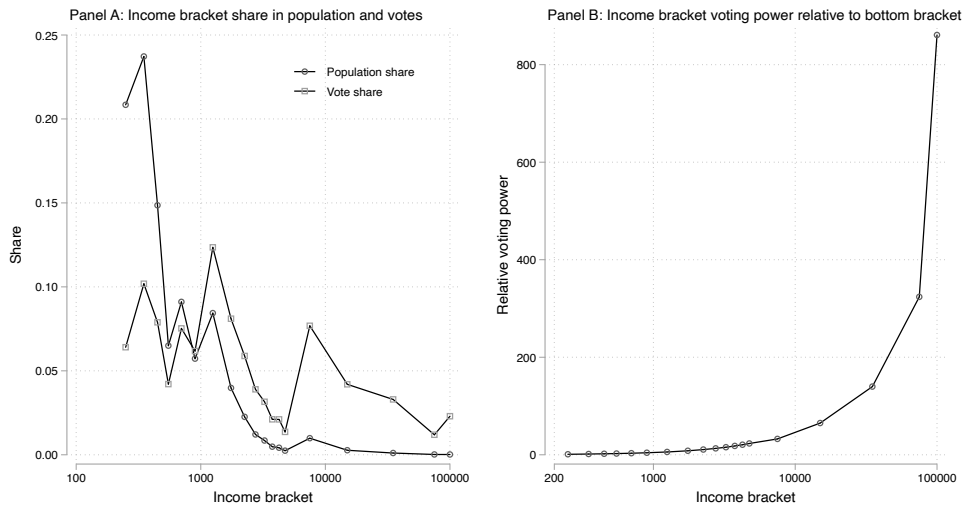 Panel A: Income bracket share in population and votes
0.25
0.20
0.15
0.10
0.05
0.00
Share
Population share
Vote share
100
1000
10000
100000
Income bracket
Panel B: Income bracket voting power relative to bottom bracket
800
600
400
200
0
Relative voting power
200
1000
10000
100000
Income bracket